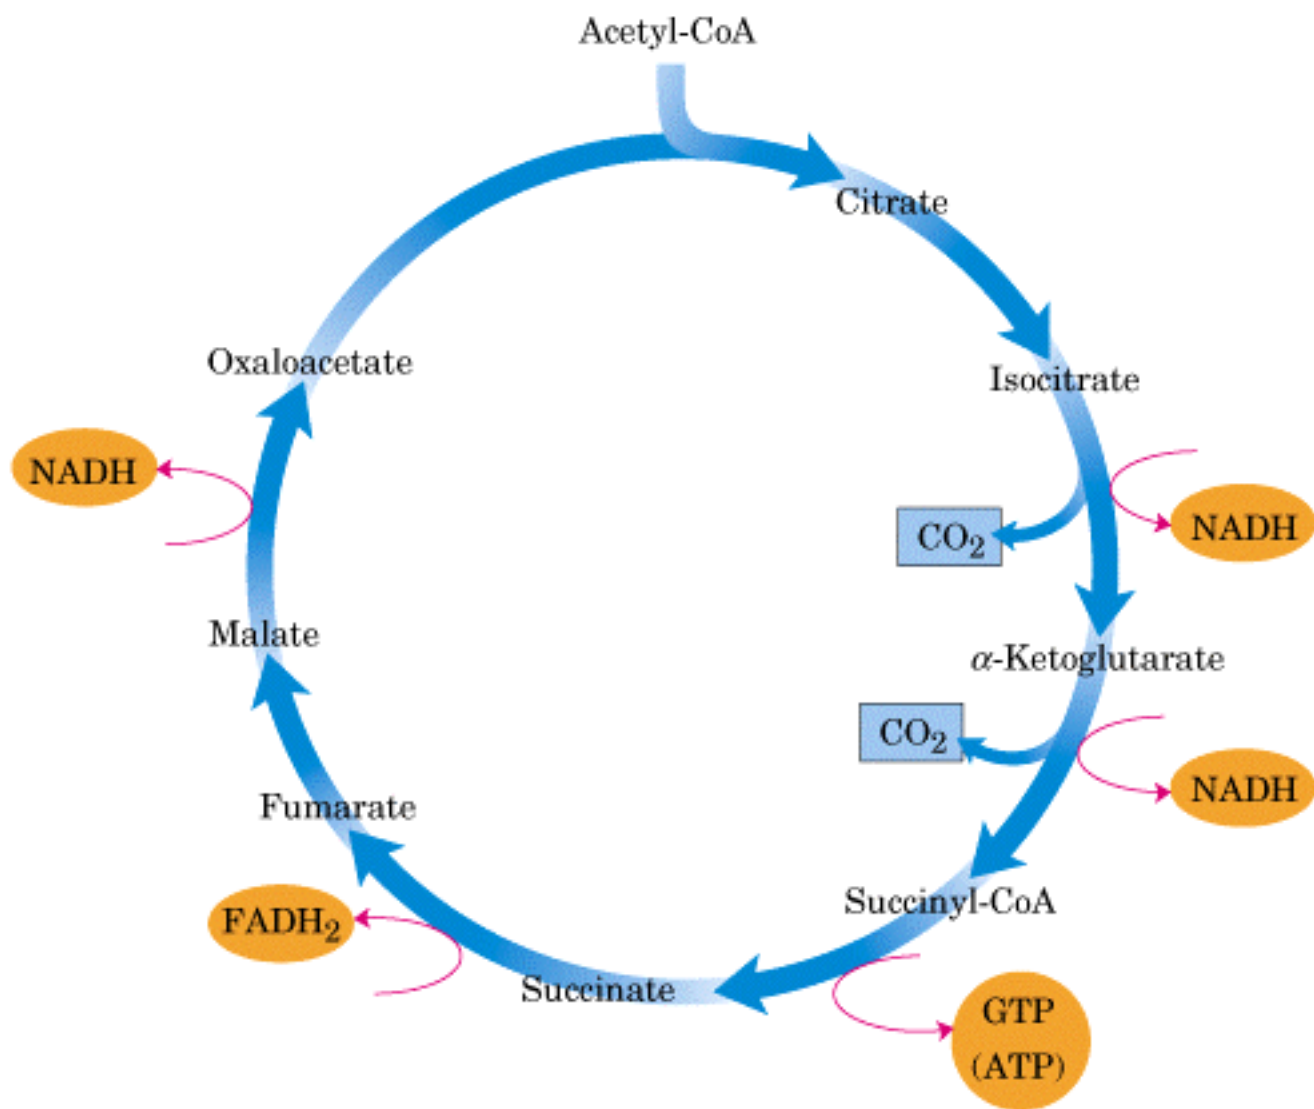 Acetyl-CoA
Citrate
Oxaloacetate
Isocitrate
NADH
CO₂
NADH
Malate
α-Ketoglutarate
CO₂
NADH
Fumarate
Succinyl-CoA
FADH₂
Succinate
GTP
(ATP)